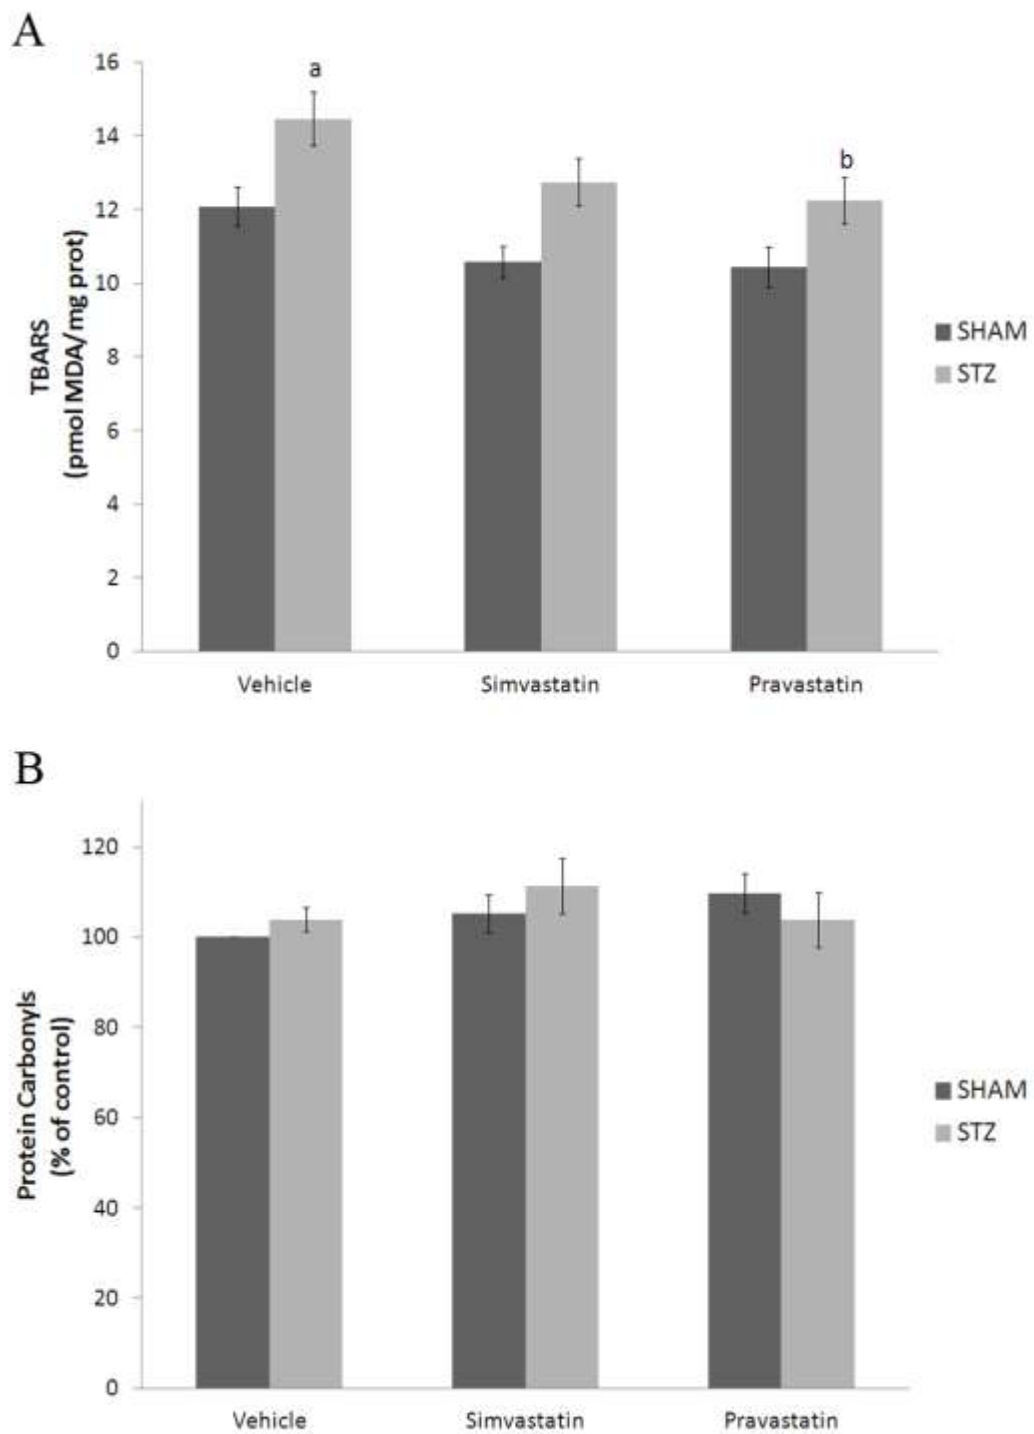 A
16
14
12
10
8
6
4
2
0
TBARS
(pmol MDA/mg prot)
a
b
Vehicle
Simvastatin
Pravastatin
SHAM
STZ
B
120
100
80
60
40
20
0
Protein Carbonyls
(% of control)
Vehicle
Simvastatin
Pravastatin
SHAM
STZ